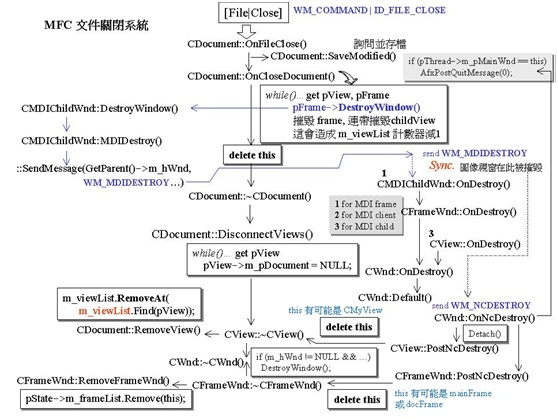 [File|Close]
WM_COMMAND | ID_FILE_CLOSE
MFC 文件關閉系統
CDocument::OnFileClose()
詢問並存檔
CDocument::SaveModified()
CDocument::OnCloseDocument()
if (pThread->m_pMainWnd == this)
AfxPostQuitMessage(0);
while()... get pView, pFrame
pFrame->DestroyWindow()
摧毀 frame, 連帶摧毀childView
這會造成 m_viewList 計數器減1
CMDIChildWnd::DestroyWindow()
CMDIChildWnd::MDIDestroy()
::SendMessage(GetParent()->m_hWnd,
WM_MDIDESTROY …)
delete this
send WM_MDIDESTROY
Sync. 圖像視窗在此被摧毀
1
CMDIChildWnd::OnDestroy()
1 for MDI frame
2 for MDI client
3 for MDI child
CFrameWnd::OnDestroy()
3
CView::OnDestroy()
CWnd::OnDestroy()
CWnd::Default()
CDocument::~CDocument()
CDocument::DisconnectViews()
while()... get pView
pView->m_pDocument = NULL;
m_viewList.RemoveAt(
m_viewList.Find(pView));
this 有可能是 CMyView
send WM_NCDESTROY
CWnd::OnNcDestroy()
CDocument::RemoveView()
CView::~CView()
delete this
Detach()
CView::PostNcDestroy()
CWnd::~CWnd()
if (m_hWnd != NULL && …)
DestroyWindow();
CFrameWnd::RemoveFrameWnd()
CFrameWnd::~CFrameWnd()
CFrameWnd::PostNcDestroy()
pState->m_frameList.Remove(this);
delete this
this 有可能是 mainFrame
或 docFrame